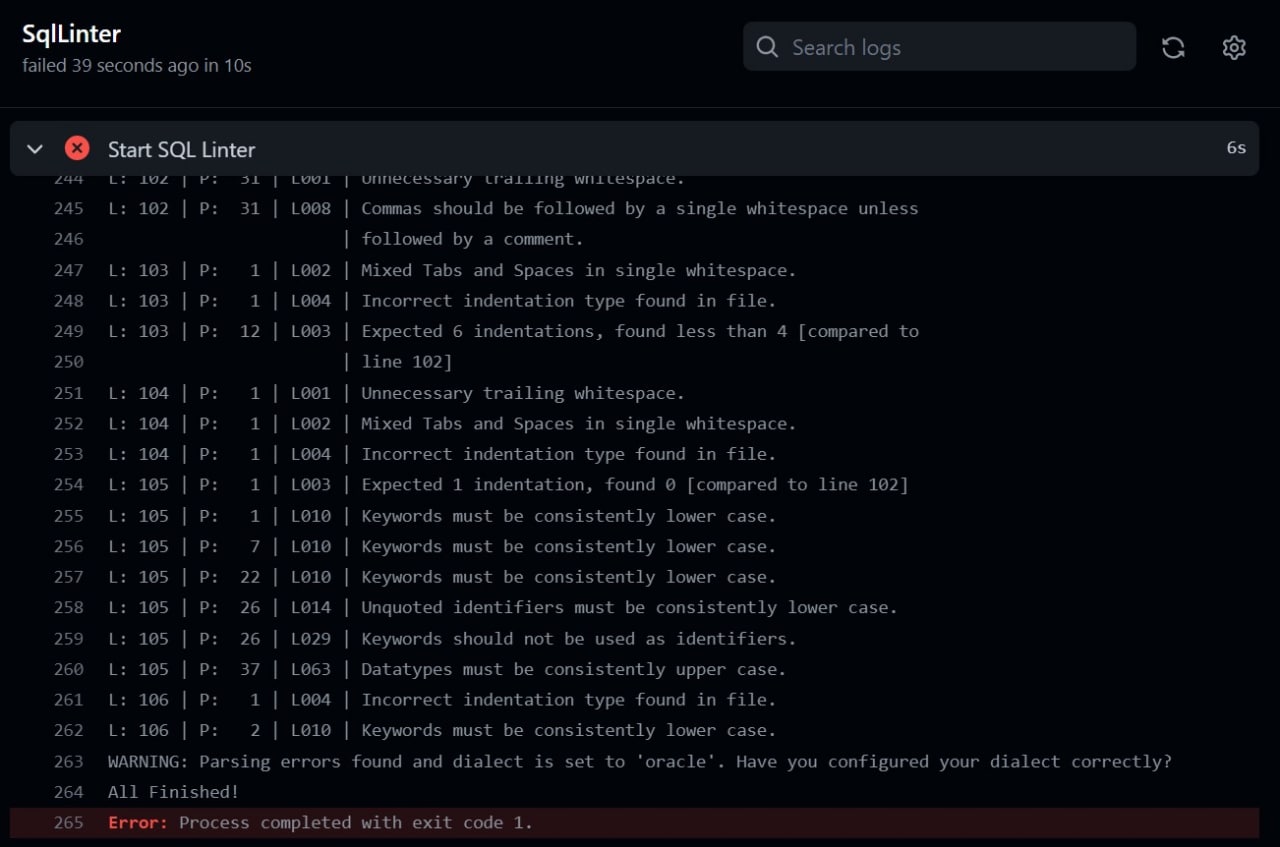 SqlLinter
failed 39 seconds ago in 10s
Search logs
Start SQL Linter
6s
244 L: 102 | P: 31 | L001 | Unnecessary trailing whitespace.
245 L: 102 | P: 31 | L008 | Commas should be followed by a single whitespace unless
246 | followed by a comment.
247 L: 103 | P: 1 | L002 | Mixed Tabs and Spaces in single whitespace.
248 L: 103 | P: 1 | L004 | Incorrect indentation type found in file.
249 L: 103 | P: 12 | L003 | Expected 6 indentations, found less than 4 [compared to
250 | line 102]
251 L: 104 | P: 1 | L001 | Unnecessary trailing whitespace.
252 L: 104 | P: 1 | L002 | Mixed Tabs and Spaces in single whitespace.
253 L: 104 | P: 1 | L004 | Incorrect indentation type found in file.
254 L: 105 | P: 1 | L003 | Expected 1 indentation, found 0 [compared to line 102]
255 L: 105 | P: 1 | L010 | Keywords must be consistently lower case.
256 L: 105 | P: 7 | L010 | Keywords must be consistently lower case.
257 L: 105 | P: 22 | L010 | Keywords must be consistently lower case.
258 L: 105 | P: 26 | L014 | Unquoted identifiers must be consistently lower case.
259 L: 105 | P: 26 | L029 | Keywords should not be used as identifiers.
260 L: 105 | P: 37 | L063 | Datatypes must be consistently upper case.
261 L: 106 | P: 1 | L004 | Incorrect indentation type found in file.
262 L: 106 | P: 2 | L010 | Keywords must be consistently lower case.
263 WARNING: Parsing errors found and dialect is set to 'oracle'. Have you configured your dialect correctly?
264 All Finished!
265 Error: Process completed with exit code 1.